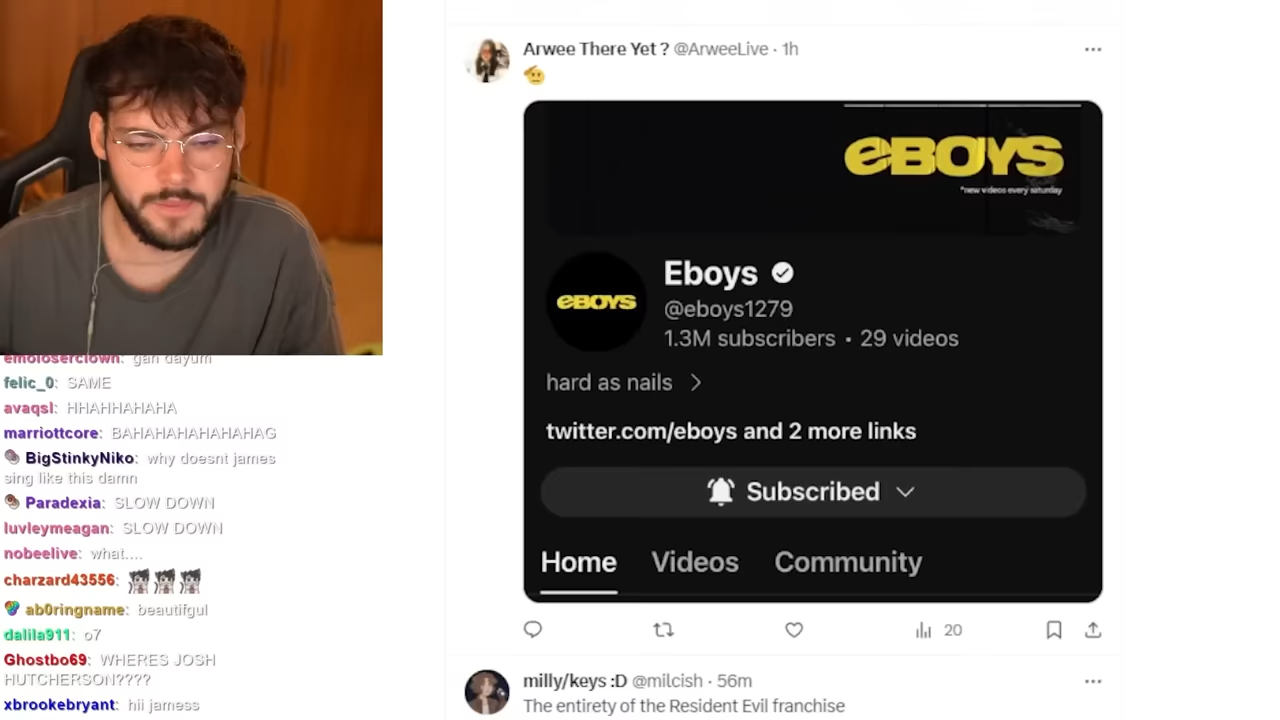 Arwee There Yet ? @ArweeLive · 1h
eBOYS
*new videos every saturday
eBOYS
Eboys
@eboys1279
1.3M subscribers · 29 videos
hard as nails >
twitter.com/eboys and 2 more links
Subscribed
Home Videos Community
20
milly/keys :D @milcish · 56m
The entirety of the Resident Evil franchise
emoloserclown: gah dayum
felic_0: SAME
avaqsl: HHAHHAHAHA
marriottcore: BAHAHAHAHAHAHAG
BigStinkyNiko: why doesnt james
sing like this damn
Paradexia: SLOW DOWN
luvleymeagan: SLOW DOWN
nobeelive: what....
charzard43556:
ab0ringname: beautifgul
dalila911: o7
Ghostbo69: WHERES JOSH
HUTCHERSON????
xbrookebryant: hii jamess